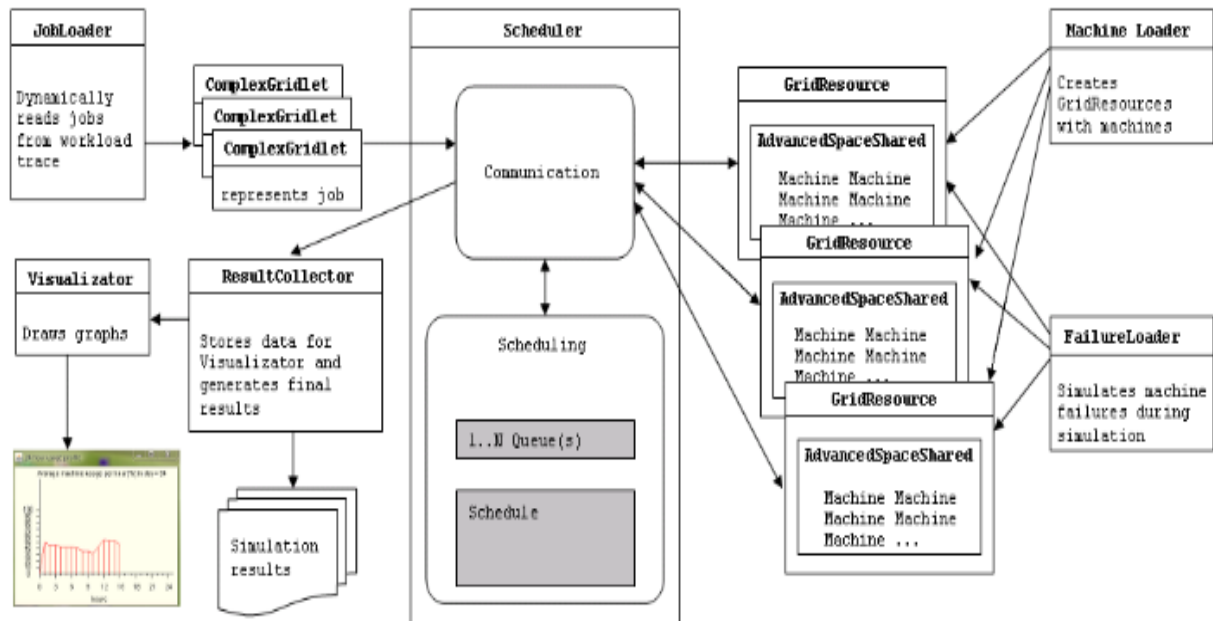 JobLoader
Dynamically
reads jobs
from workload
trace
ComplexGridlet
ComplexGridlet
ComplexGridlet
represents job
Scheduler
Communication
Scheduling
1..N Queue(s)
Schedule
GridResource
AdvancedSpaceShared
Machine Machine
Machine Machine
Machine ...
GridResource
AdvancedSpaceShared
Machine Machine
Machine Machine
Machine ...
GridResource
AdvancedSpaceShared
Machine Machine
Machine Machine
Machine ...
Machine Loader
Creates
GridResources
with machines
FailureLoader
Simulates machine
failures during
simulation
Visualizator
Draws graphs
ResultCollector
Stores data for
Visualizator and
generates final
results
Simulation
results